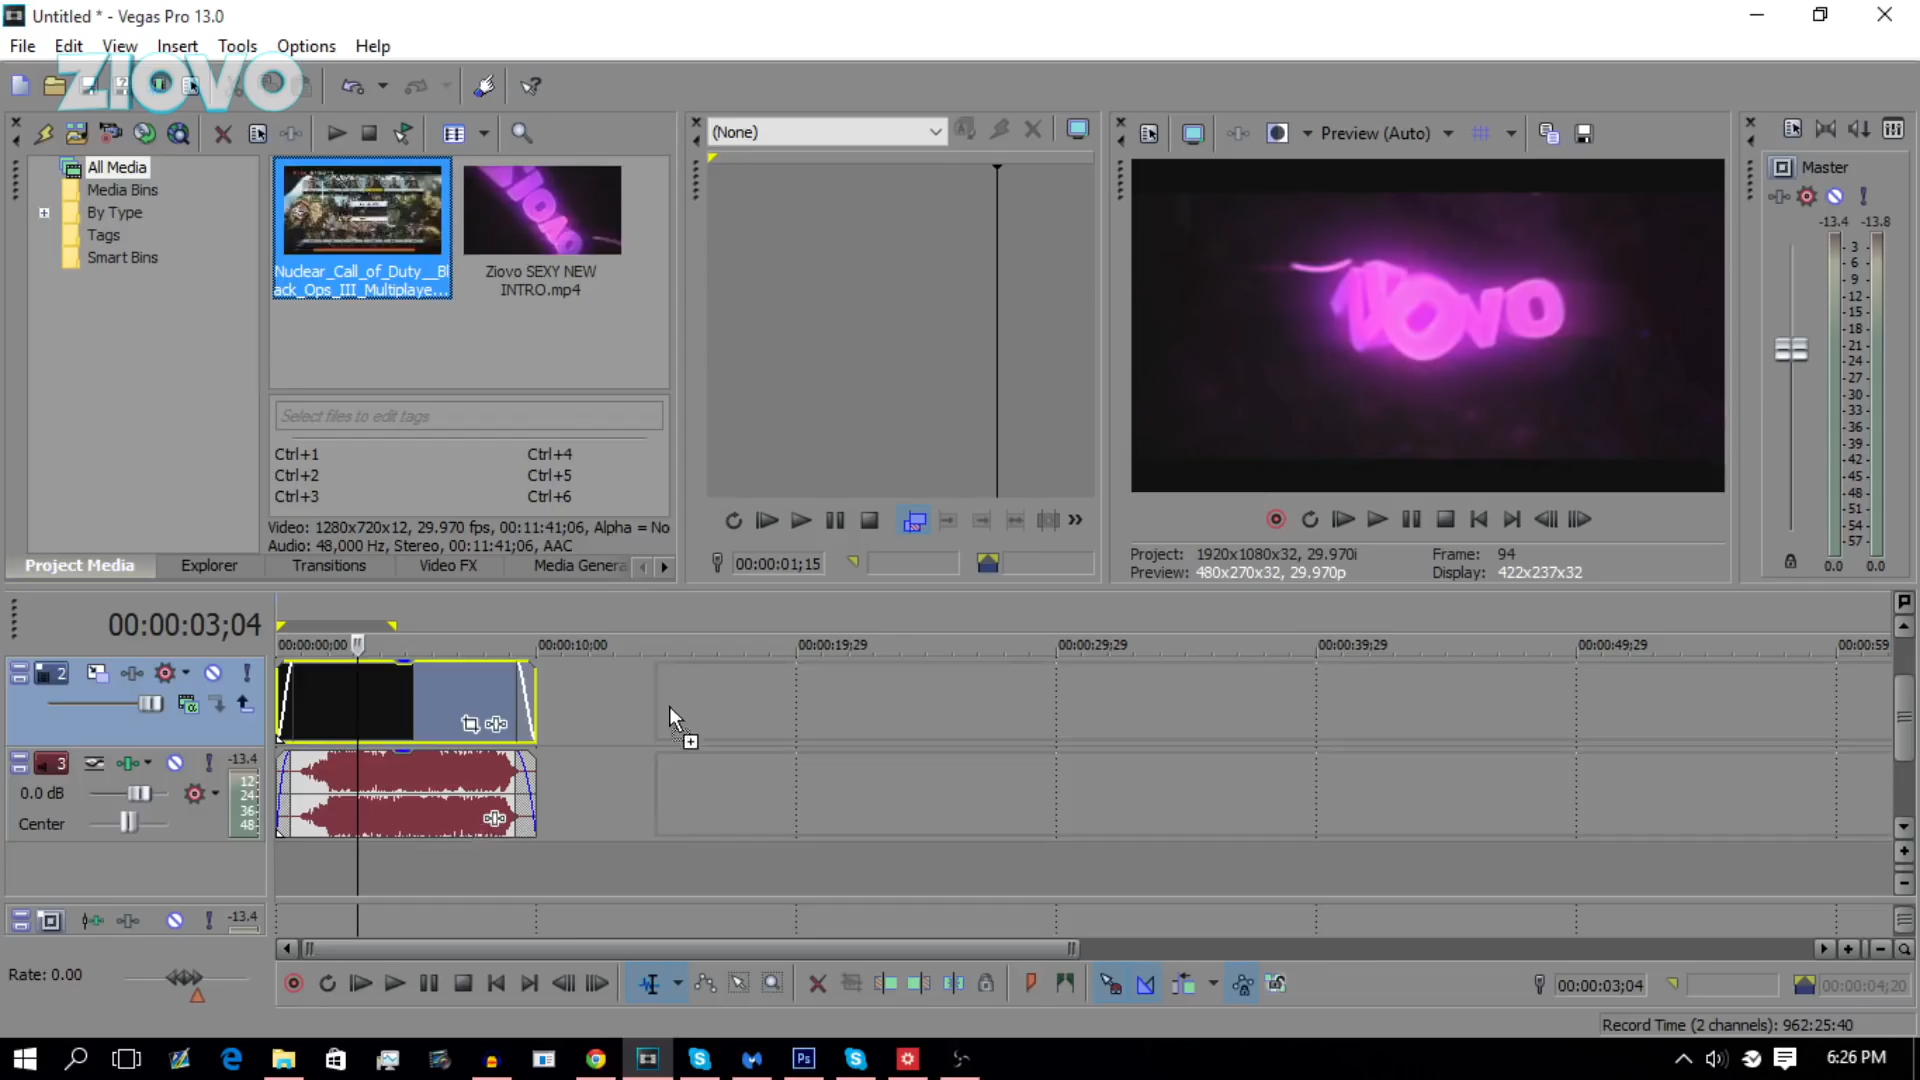 Untitled * - Vegas Pro 13.0
File Edit View Insert Tools Options Help
ZIOVO
(None)
Preview (Auto)
All Media
Media Bins
By Type
Tags
Smart Bins
Nuclear_Call_of_Duty__Bl
ack_Ops_III_Multiplaye...
Ziovo SEXY NEW
INTRO.mp4
Select files to edit tags
Ctrl+1 Ctrl+4
Ctrl+2 Ctrl+5
Ctrl+3 Ctrl+6
Video: 1280x720x12, 29.970 fps, 00:11:41;06, Alpha = No
Audio: 48,000 Hz, Stereo, 00:11:41;06, AAC
Project Media Explorer Transitions Video FX Media Genera
00:00:01;15
Project: 1920x1080x32, 29.970i Frame: 94
Preview: 480x270x32, 29.970p Display: 422x237x32
Master
-13.4 -13.8
3
6
9
12
15
18
21
24
27
30
33
36
39
42
45
48
51
54
57
0.0 0.0
00:00:03;04
00:00:00;00 00:00:10;00 00:00:19;29 00:00:29;29 00:00:39;29 00:00:49;29 00:00:59
2
3 -13.4
0.0 dB
Center
12
24
36
48
-13.4
Rate: 0.00
00:00:03;04
00:00:04;20
Record Time (2 channels): 962:25:40
6:26 PM